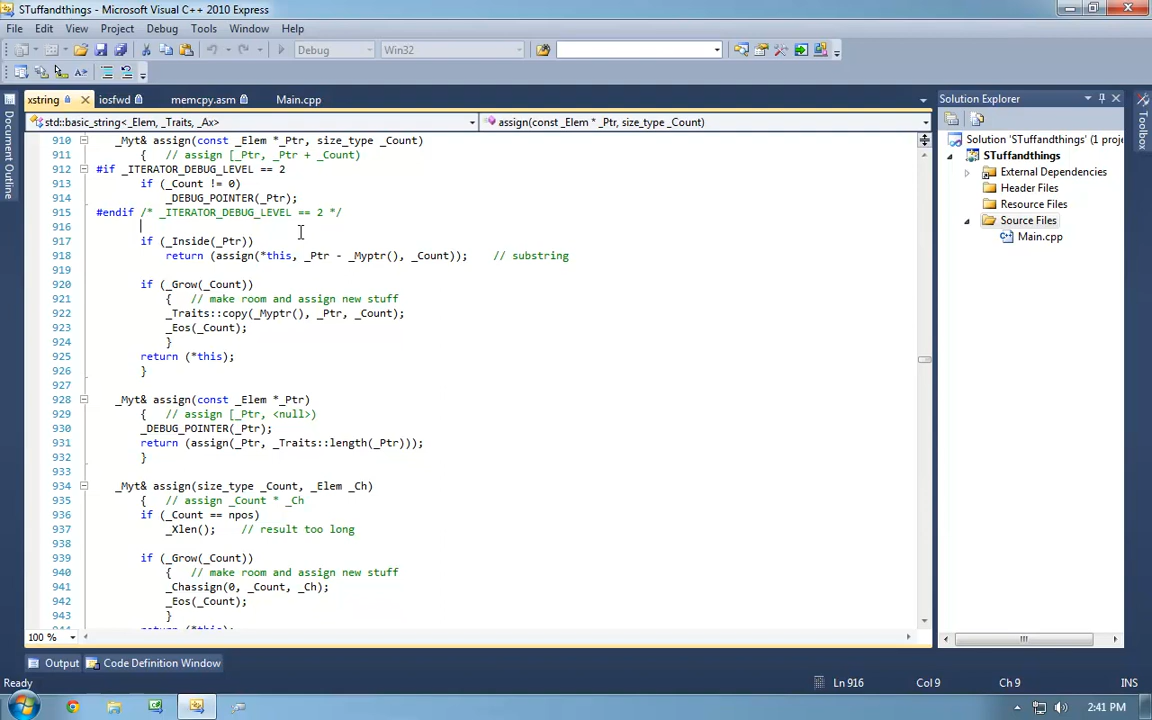 STuffandthings - Microsoft Visual C++ 2010 Express
File Edit View Project Debug Tools Window Help
Debug Win32
xstring iosfwd memcpy.asm Main.cpp
std::basic_string<_Elem, _Traits, _Ax> assign(const _Elem * _Ptr, size_type _Count)
910 _Myt& assign(const _Elem *_Ptr, size_type _Count)
911 { // assign [_Ptr, _Ptr + _Count)
912 #if _ITERATOR_DEBUG_LEVEL == 2
913 if (_Count != 0)
914 _DEBUG_POINTER(_Ptr);
915 #endif /* _ITERATOR_DEBUG_LEVEL == 2 */
916
917 if (_Inside(_Ptr))
918 return (assign(*this, _Ptr - _Myptr(), _Count)); // substring
919
920 if (_Grow(_Count))
921 { // make room and assign new stuff
922 _Traits::copy(_Myptr(), _Ptr, _Count);
923 _Eos(_Count);
924 }
925 return (*this);
926 }
927
928 _Myt& assign(const _Elem *_Ptr)
929 { // assign [_Ptr, <null>)
930 _DEBUG_POINTER(_Ptr);
931 return (assign(_Ptr, _Traits::length(_Ptr)));
932 }
933
934 _Myt& assign(size_type _Count, _Elem _Ch)
935 { // assign _Count * _Ch
936 if (_Count == npos)
937 _Xlen(); // result too long
938
939 if (_Grow(_Count))
940 { // make room and assign new stuff
941 _Chassign(0, _Count, _Ch);
942 _Eos(_Count);
943 }
100 %
Document Outline
Solution Explorer
Solution 'STuffandthings' (1 proje
STuffandthings
External Dependencies
Header Files
Resource Files
Source Files
Main.cpp
Toolbox
Output Code Definition Window
Ready Ln 916 Col 9 Ch 9 INS
2:41 PM